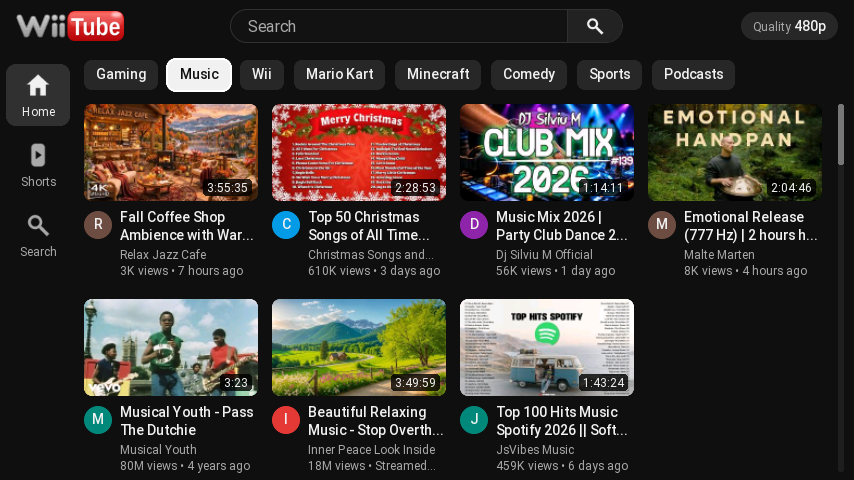 Wii Tube
Search
Quality 480p
Gaming
Music
Wii
Mario Kart
Minecraft
Comedy
Sports
Podcasts
Home
Shorts
Search
RELAX JAZZ CAFE
4K
3:55:35
R
Fall Coffee Shop
Ambience with War...
Relax Jazz Cafe
3K views • 7 hours ago
Merry Christmas
2:28:53
C
Top 50 Christmas
Songs of All Time...
Christmas Songs and...
610K views • 3 days ago
DJ Silviu M
CLUB MIX
#139
2026
1:14:11
D
Music Mix 2026 |
Party Club Dance 2...
Dj Silviu M Official
56K views • 1 day ago
EMOTIONAL
HANDPAN
2:04:46
M
Emotional Release
(777 Hz) | 2 hours h...
Malte Marten
8K views • 4 hours ago
vevo
3:23
M
Musical Youth - Pass
The Dutchie
Musical Youth
80M views • 4 years ago
3:49:59
I
Beautiful Relaxing
Music - Stop Overth...
Inner Peace Look Inside
18M views • Streamed...
TOP HITS SPOTIFY
1:43:24
J
Top 100 Hits Music
Spotify 2026 || Soft...
JsVibes Music
459K views • 6 days ago